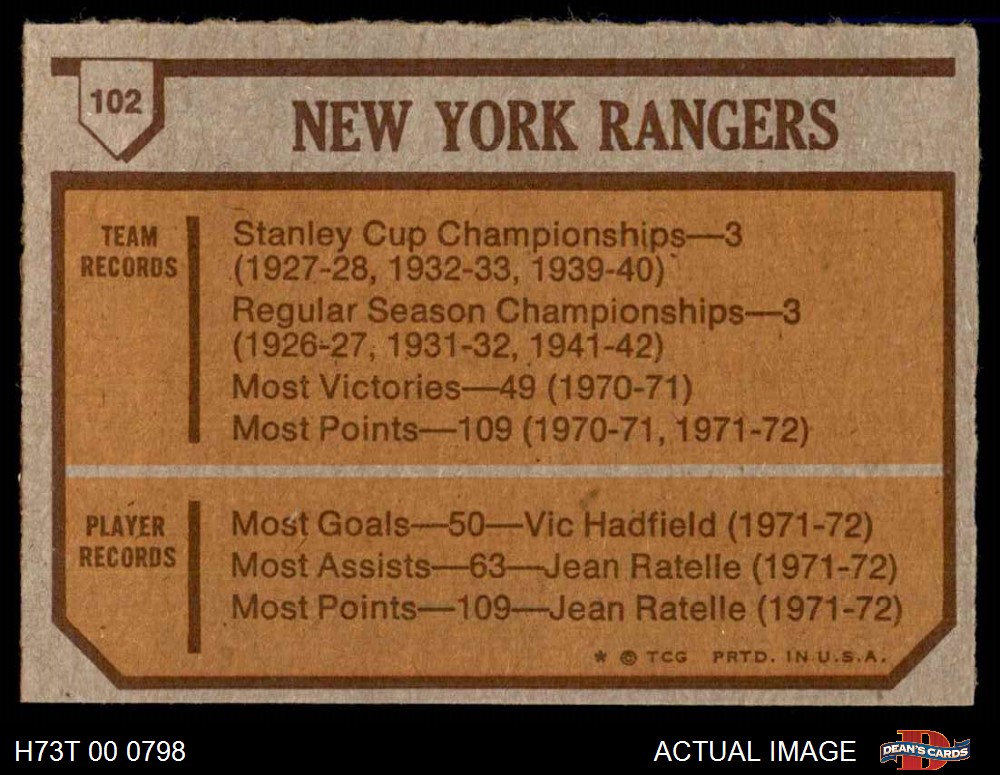 102
NEW YORK RANGERS
TEAM
RECORDS
Stanley Cup Championships—3
(1927-28, 1932-33, 1939-40)
Regular Season Championships—3
(1926-27, 1931-32, 1941-42)
Most Victories—49 (1970-71)
Most Points—109 (1970-71, 1971-72)
PLAYER
RECORDS
Most Goals—50—Vic Hadfield (1971-72)
Most Assists—63—Jean Ratelle (1971-72)
Most Points—109—Jean Ratelle (1971-72)
* © TCG PRTD. IN U.S.A.
H73T 00 0798
ACTUAL IMAGE
D
DEAN'S CARDS